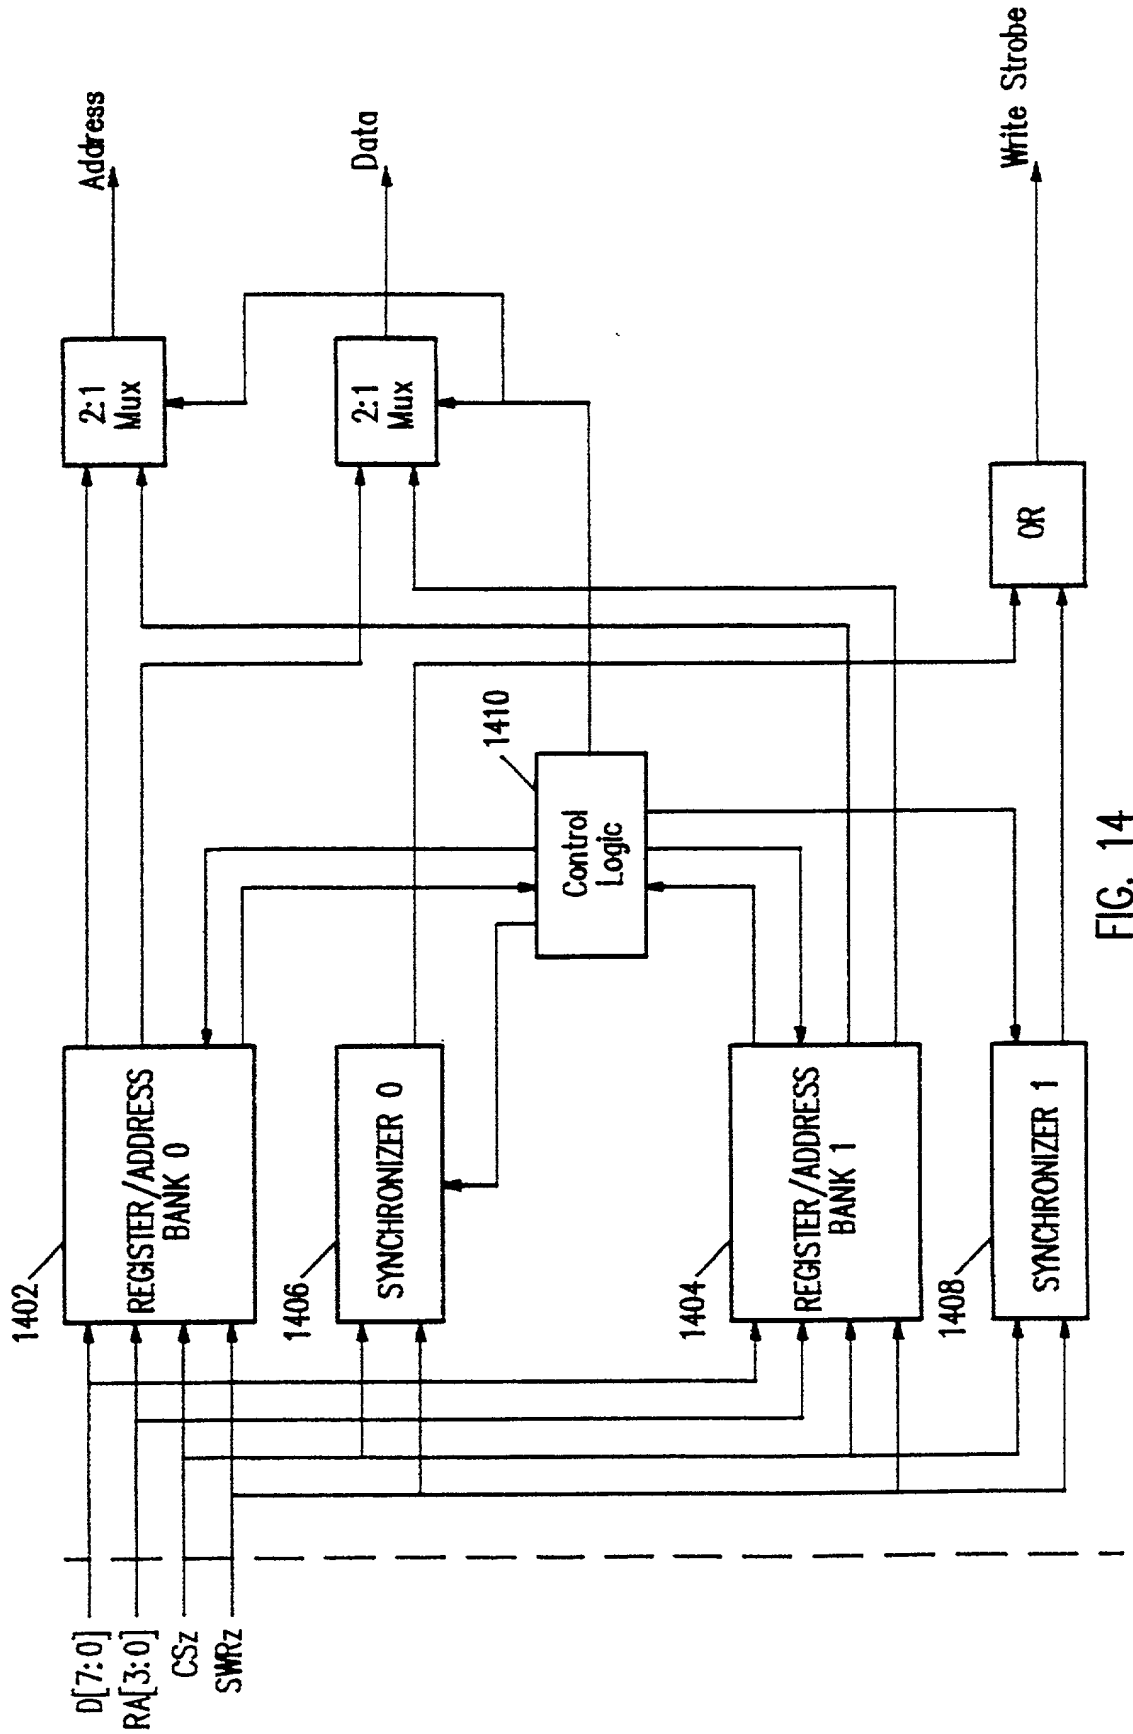 D[7:0]
RA[3:0]
CSz
SWRz
1402
REGISTER/ADDRESS
BANK 0
1406
SYNCHRONIZER 0
1404
REGISTER/ADDRESS
BANK 1
1408
SYNCHRONIZER 1
1410
Control
Logic
2:1
Mux
Address
2:1
Mux
Data
OR
Write Strobe
FIG. 14